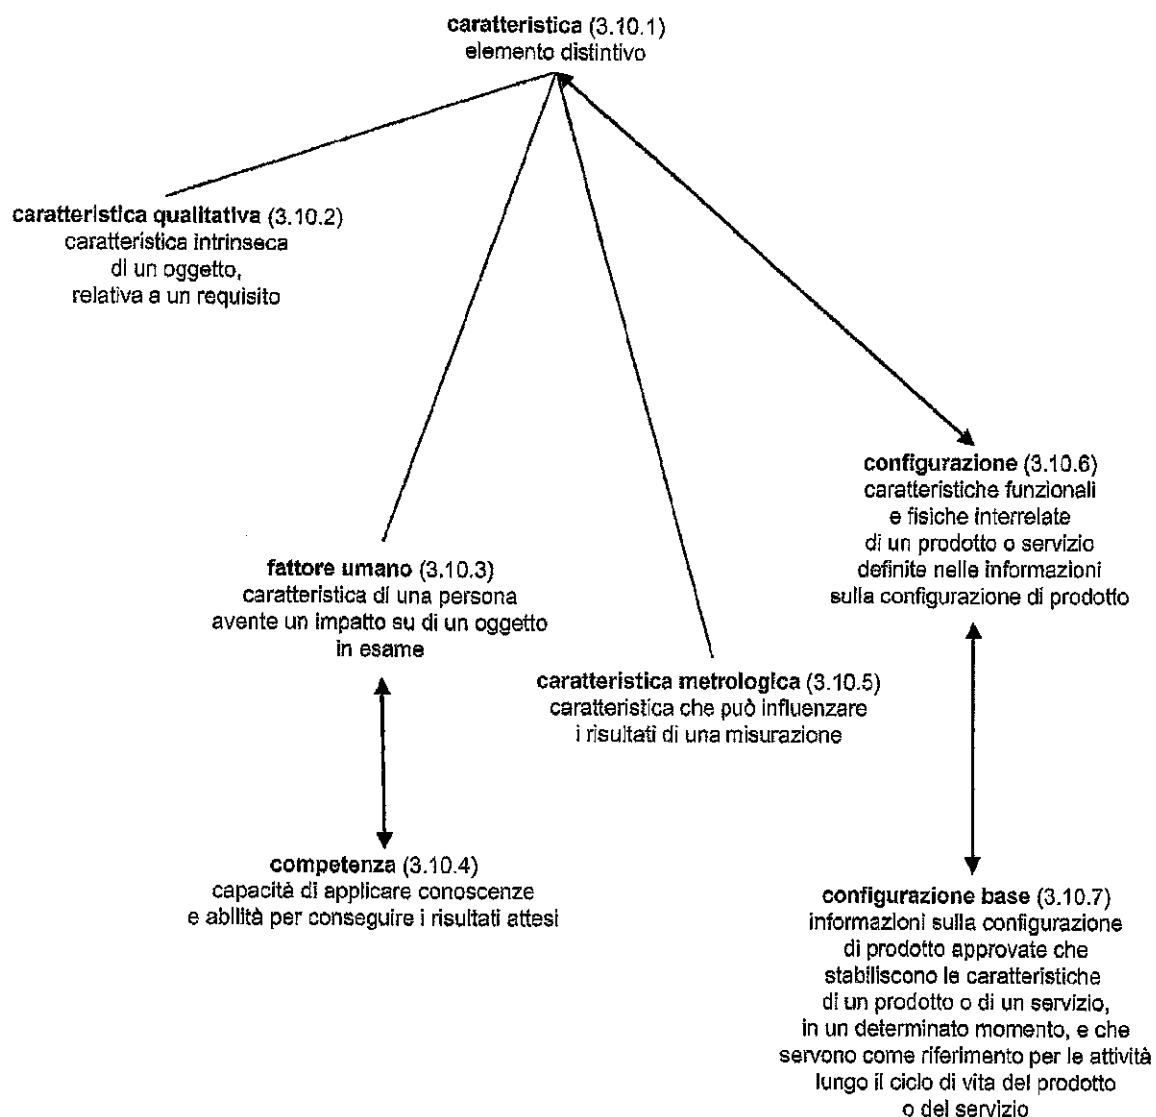 caratteristica (3.10.1)
elemento distintivo
caratteristica qualitativa (3.10.2)
caratteristica intrinseca
di un oggetto,
relativa a un requisito
configurazione (3.10.6)
caratteristiche funzionali
e fisiche interrelate
di un prodotto o servizio
definite nelle informazioni
sulla configurazione di prodotto
fattore umano (3.10.3)
caratteristica di una persona
avente un impatto su di un oggetto
in esame
caratteristica metrologica (3.10.5)
caratteristica che può influenzare
i risultati di una misurazione
competenza (3.10.4)
capacità di applicare conoscenze
e abilità per conseguire i risultati attesi
configurazione base (3.10.7)
informazioni sulla configurazione
di prodotto approvate che
stabiliscono le caratteristiche
di un prodotto o di un servizio,
in un determinato momento, e che
servono come riferimento per le attività
lungo il ciclo di vita del prodotto
o del servizio